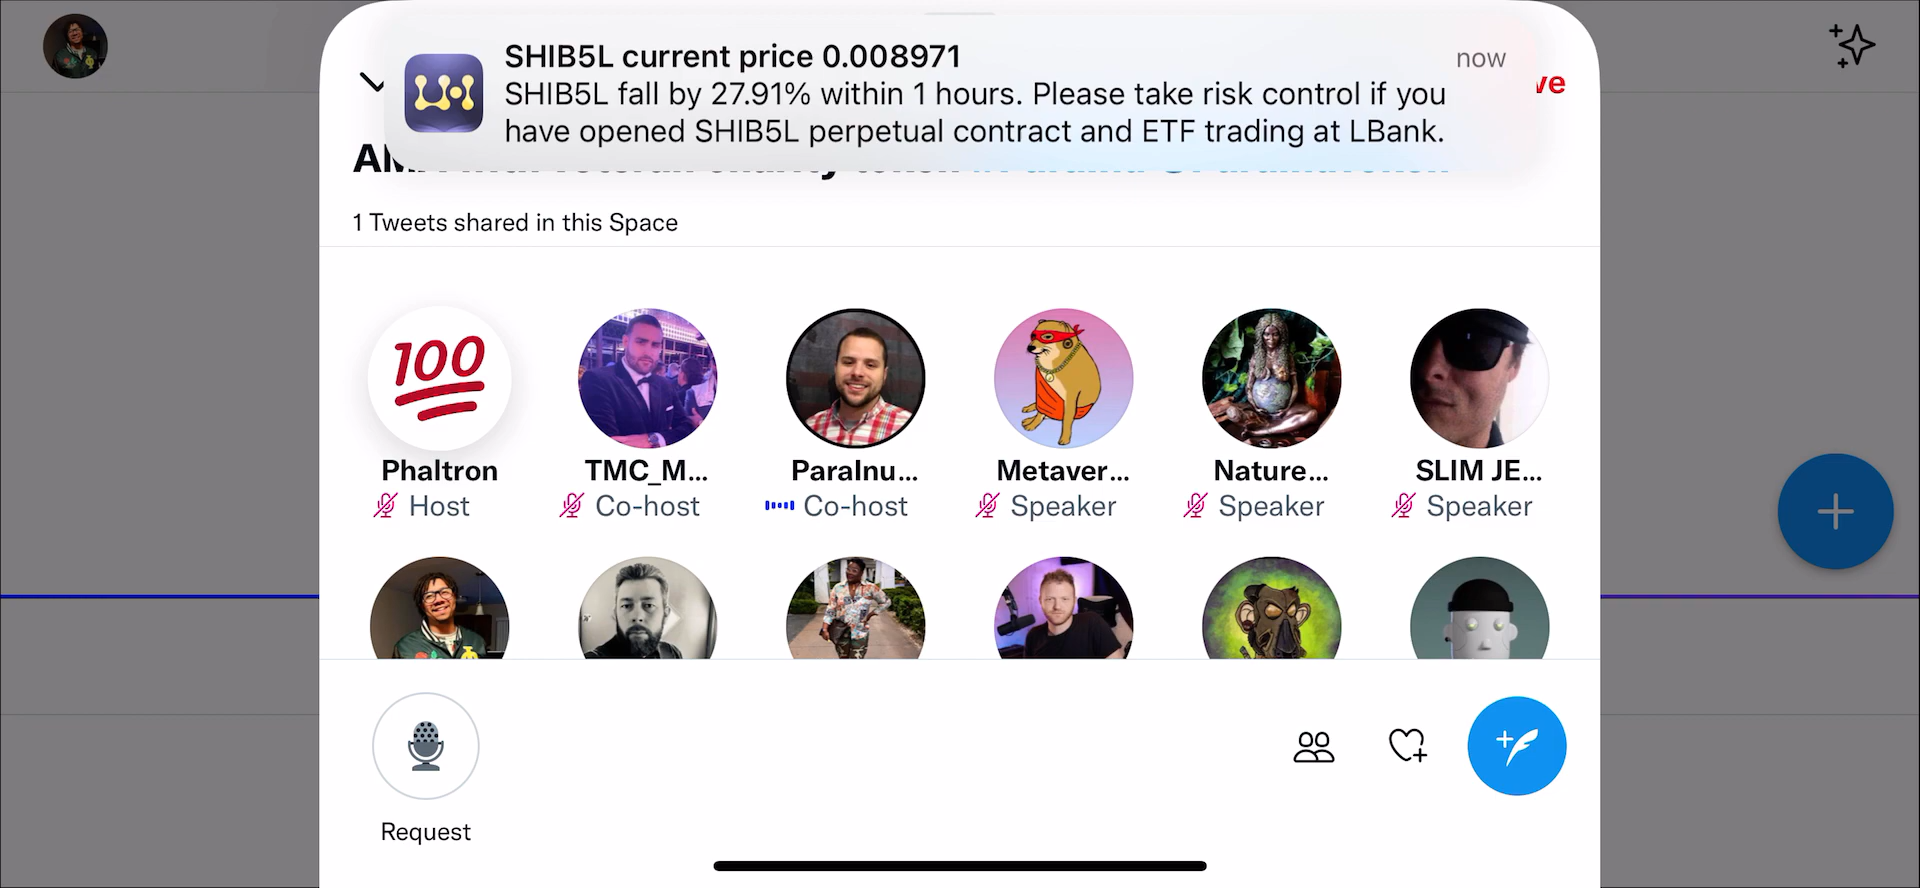 SHIB5L current price 0.008971
now
SHIB5L fall by 27.91% within 1 hours. Please take risk control if you
have opened SHIB5L perpetual contract and ETF trading at LBank.
1 Tweets shared in this Space
100
Phaltron
TMC_M...
ParaInu...
Metaver...
Nature...
SLIM JE...
Host
Co-host
Co-host
Speaker
Speaker
Speaker
Request